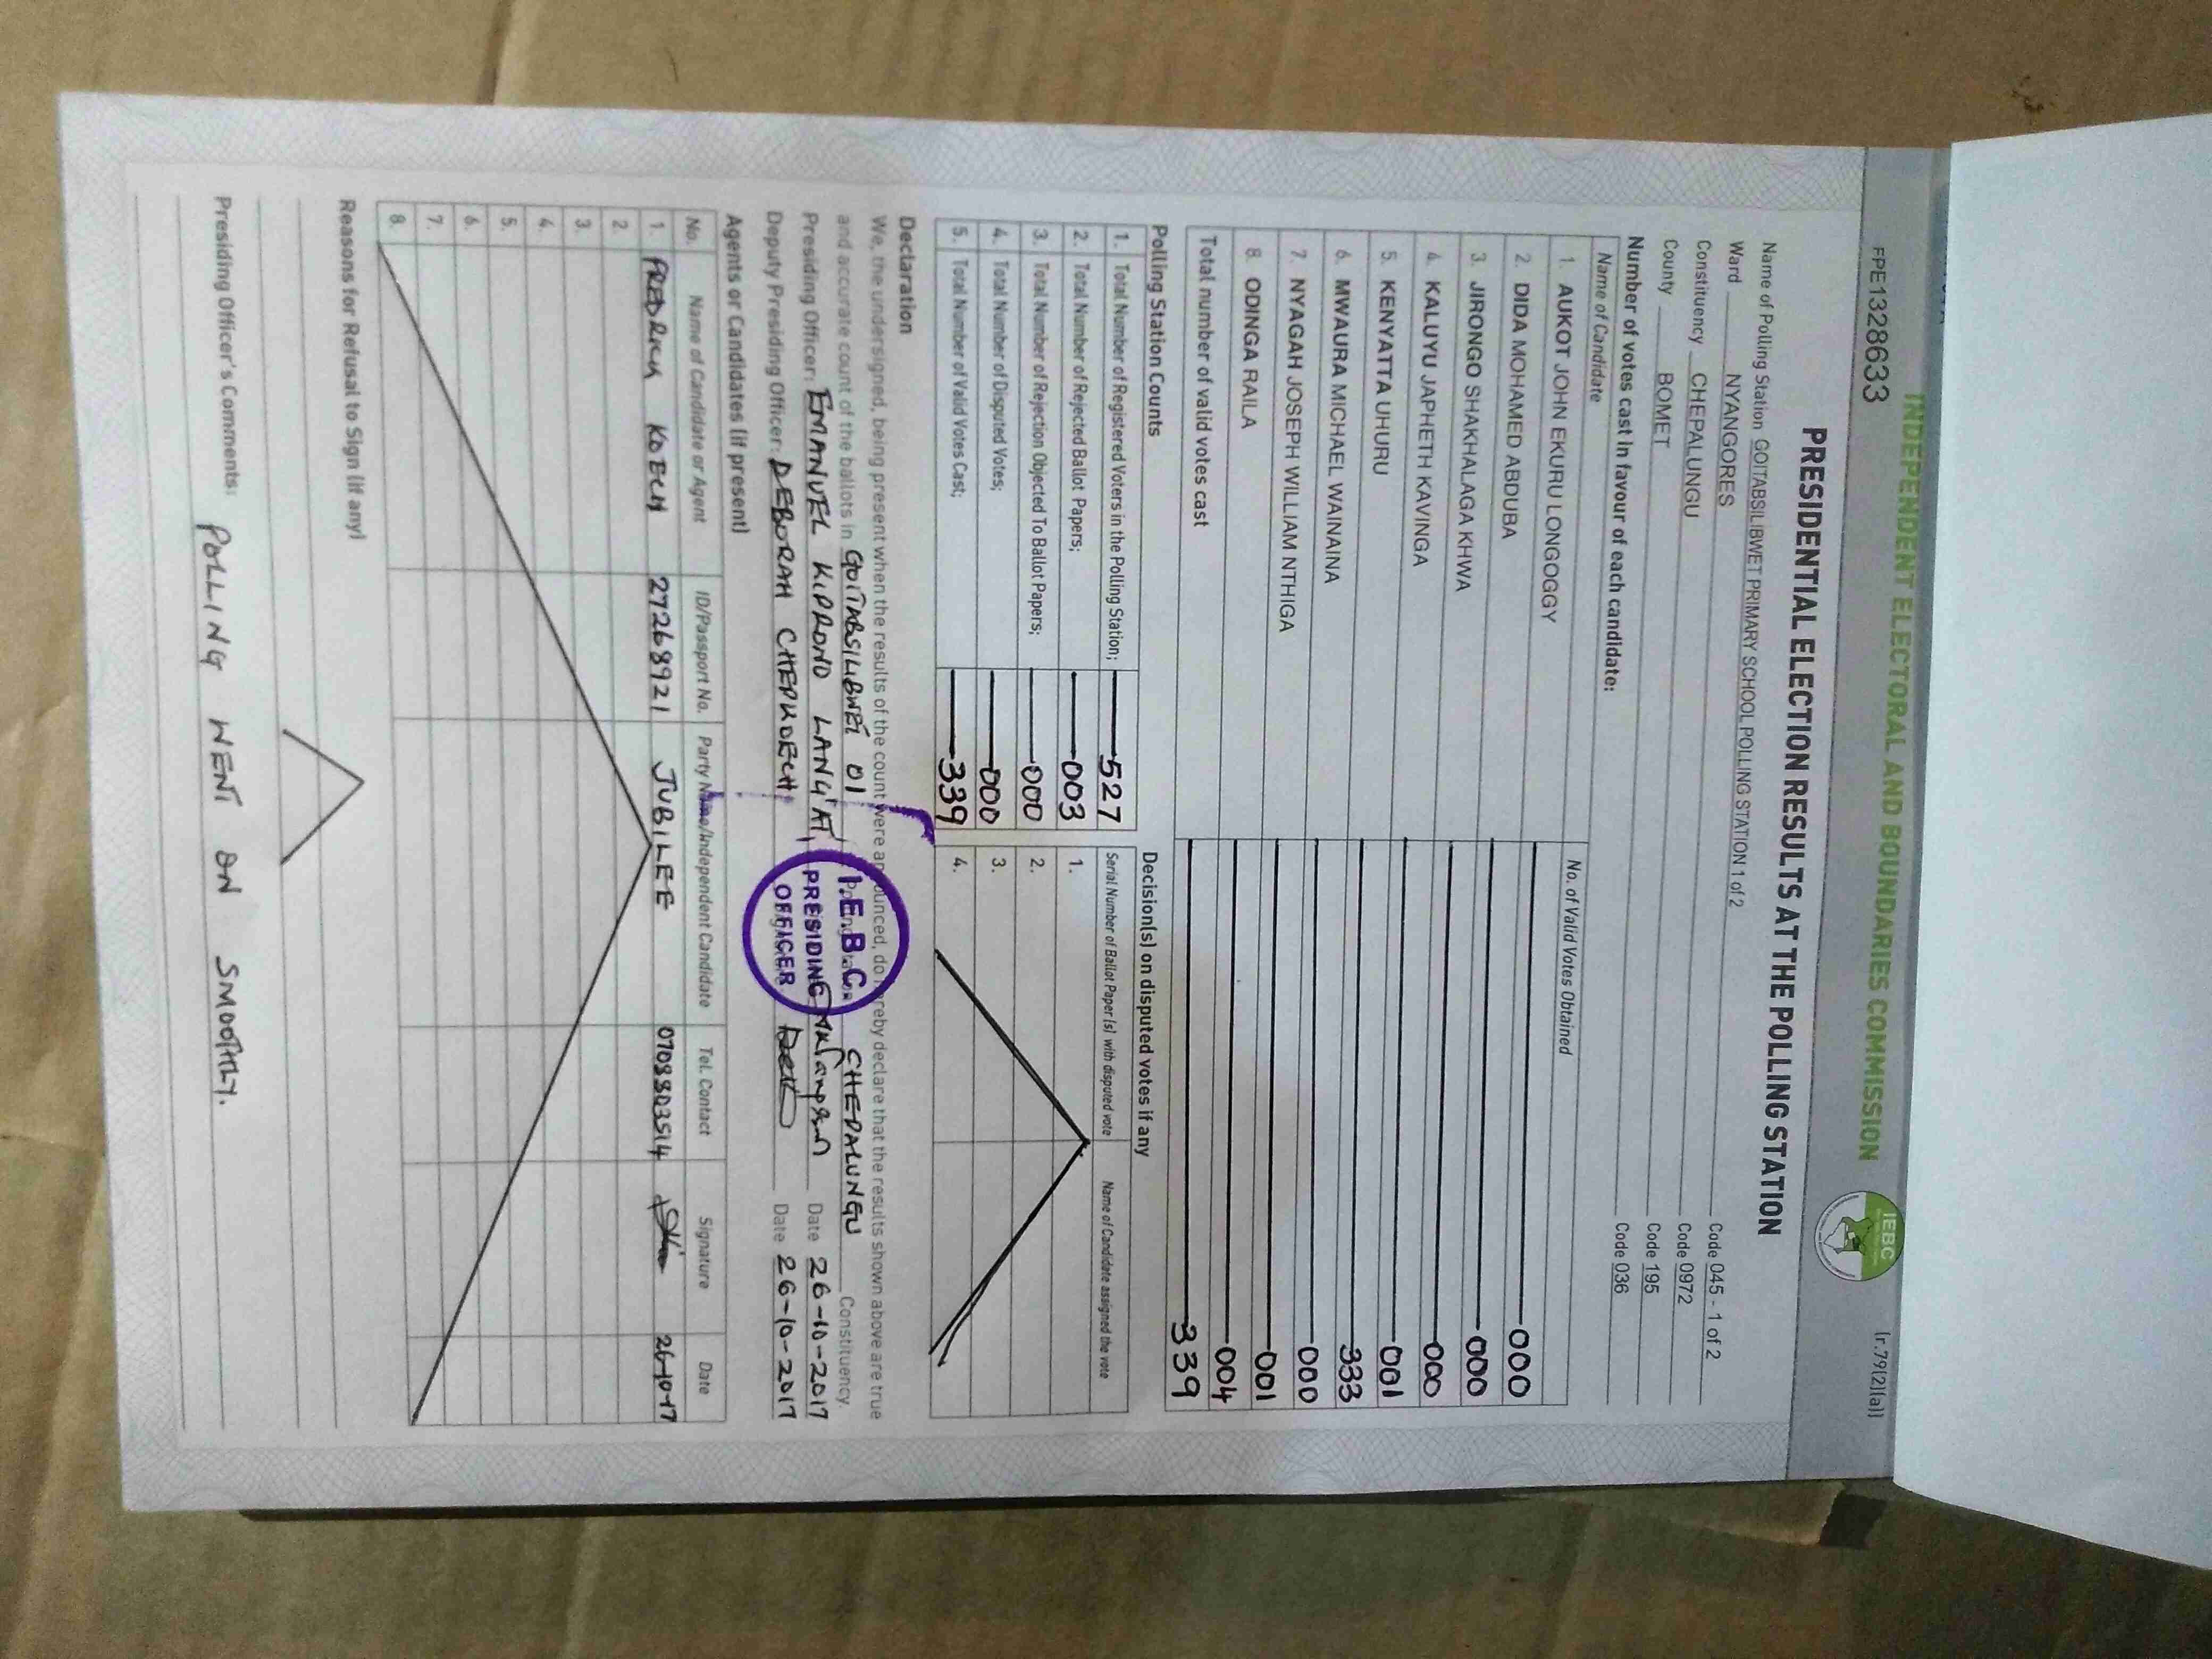 INDEPENDENT ELECTORAL AND BOUNDARIES COMMISSION
IEBC
FPE1328633 (r.79(2)(a))
PRESIDENTIAL ELECTION RESULTS AT THE POLLING STATION
Name of Polling Station GOITABSILIBWET PRIMARY SCHOOL POLLING STATION 1 of 2 Code 045 - 1 of 2
Ward NYANGORES Code 0972
Constituency CHEPALUNGU Code 195
County BOMET Code 036
Number of votes cast in favour of each candidate:
Name of Candidate No. of Valid Votes Obtained
1. AUKOT JOHN EKURU LONGOGGY 000
2. DIDA MOHAMED ABDUBA 000
3. JIRONGO SHAKHALAGA KHWA 000
4. KALUYU JAPHETH KAVINGA 001
5. KENYATTA UHURU 333
6. MWAURA MICHAEL WAINAINA 000
7. NYAGAH JOSEPH WILLIAM NTHIGA 001
8. ODINGA RAILA 004
Total number of valid votes cast 339
Polling Station Counts
1. Total Number of Registered Voters in the Polling Station; 527
2. Total Number of Rejected Ballot Papers; 003
3. Total Number of Rejection Objected To Ballot Papers; 000
4. Total Number of Disputed Votes; 000
5. Total Number of Valid Votes Cast; 339
Decision(s) on disputed votes if any
Serial Number of Ballot Paper (s) with disputed vote Name of Candidate assigned the vote
1.
2.
3.
4.
Declaration
We, the undersigned, being present when the results of the count were announced, do hereby declare that the results shown above are true
and accurate count of the ballots in GOITABSILIBWET 01 CHEPALUNGU Constituency.
Presiding Officer: EMANUEL KIPRONO LANG'AT Date 26-10-2017
Deputy Presiding Officer: DEBORAH CHEPKOECH Date 26-10-2017
I.E.B.C
PRESIDING
OFFICER
Agents or Candidates (if present)
No. Name of Candidate or Agent ID/Passport No. Party Name/Independent Candidate Tel. Contact Signature Date
1. FREDRICK KOECH 27268921 JUBILEE 0708803514 26-10-17
2.
3.
4.
5.
6.
7.
8.
Reasons for Refusal to Sign (if any)
Presiding Officer's Comments: POLLING WENT ON SMOOTHLY.